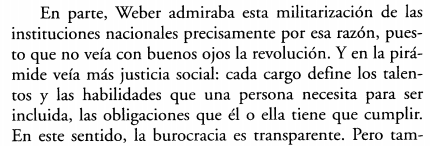 En parte, Weber admiraba esta militarización de las
instituciones nacionales precisamente por esa razón, pues-
to que no veía con buenos ojos la revolución. Y en la pirá-
mide veía más justicia social: cada cargo define los talen-
tos y las habilidades que una persona necesita para ser
incluida, las obligaciones que él o ella tiene que cumplir.
En este sentido, la burocracia es transparente. Pero tam-